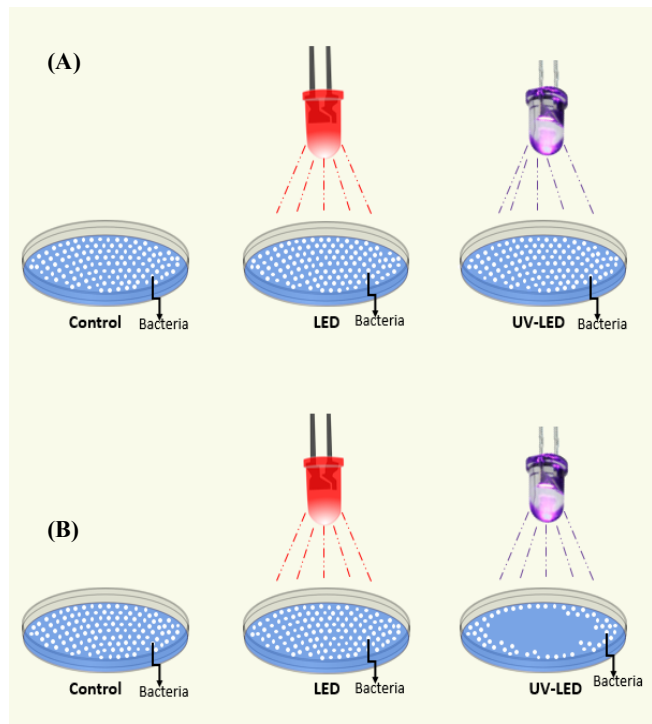 (A)
Control
Bacteria
LED
Bacteria
UV-LED
Bacteria
(B)
Control
Bacteria
LED
Bacteria
UV-LED
Bacteria